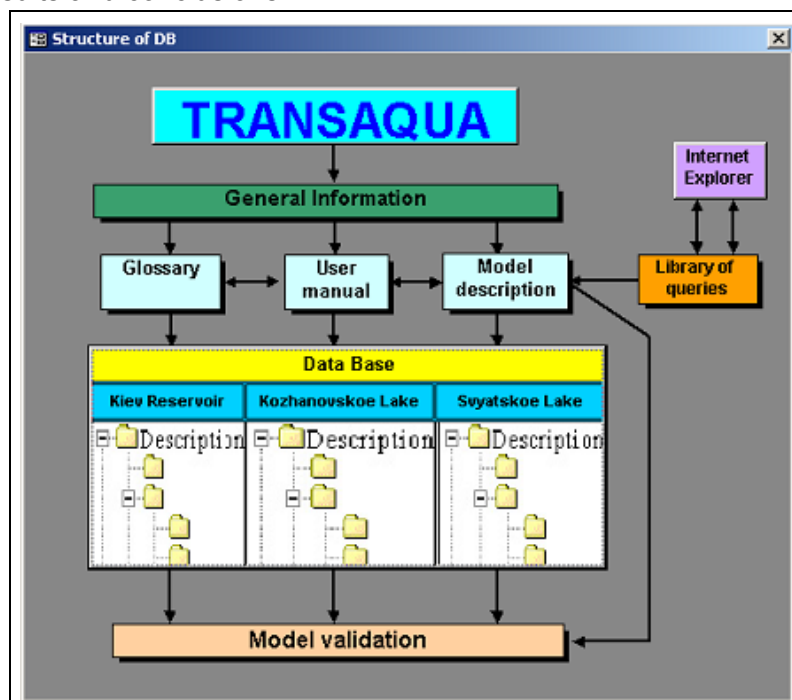 Structure of DB
TRANSAQUA
Internet
Explorer
General Information
Glossary
User
manual
Model
description
Library of
queries
Data Base
Kiev Reservoir
Kozhanovskoe Lake
Svyatskoe Lake
Description
Description
Description
Model validation